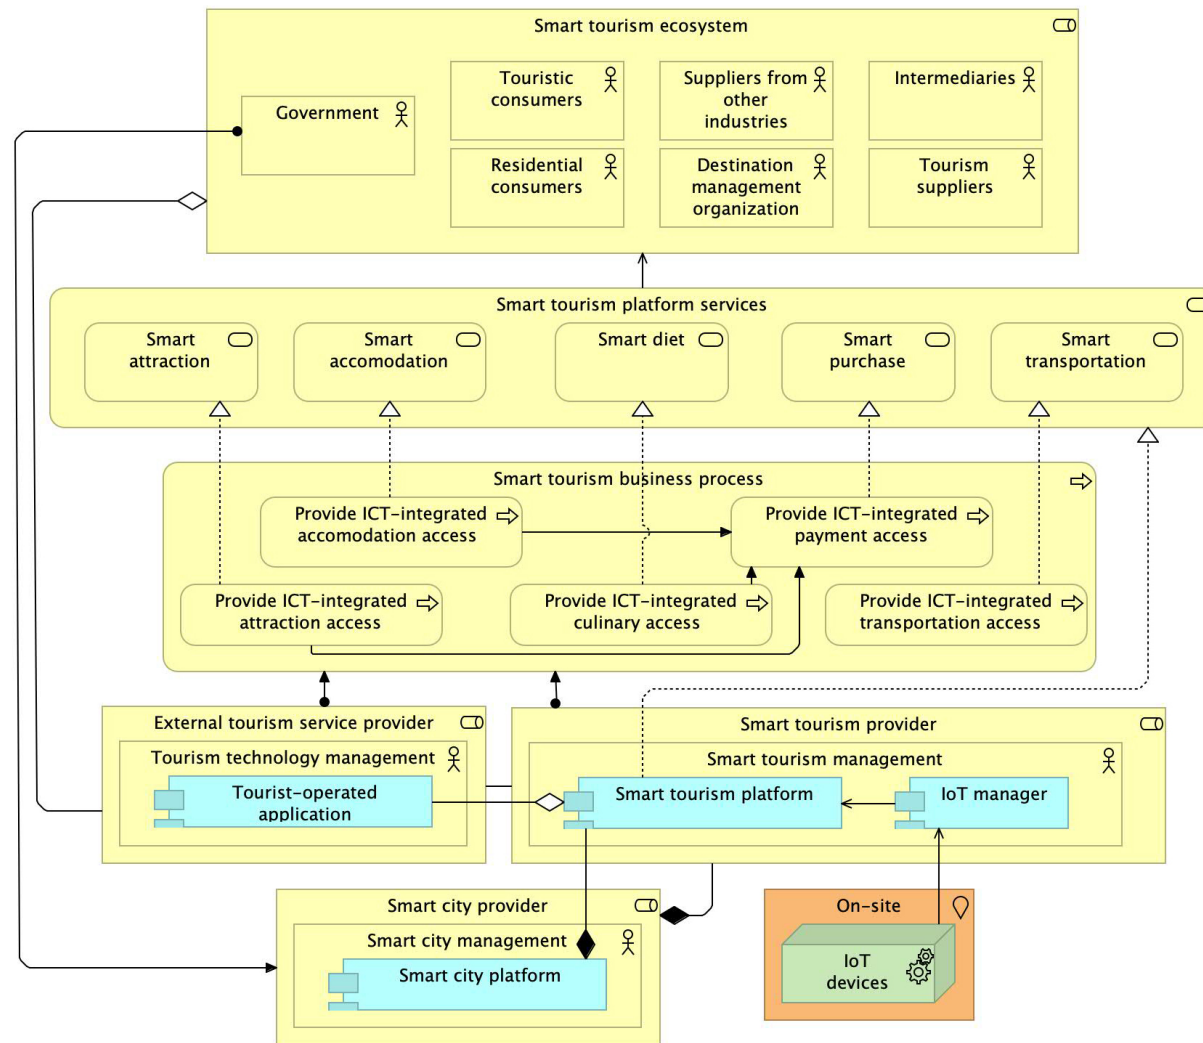 Smart tourism ecosystem
Government
Touristic
consumers
Suppliers from
other
industries
Intermediaries
Residential
consumers
Destination
management
organization
Tourism
suppliers
Smart tourism platform services
Smart
attraction
Smart
accomodation
Smart diet
Smart
purchase
Smart
transportation
Smart tourism business process
Provide ICT-integrated
accomodation access
Provide ICT-integrated
payment access
Provide ICT-integrated
attraction access
Provide ICT-integrated
culinary access
Provide ICT-integrated
transportation access
External tourism service provider
Tourism technology management
Tourist-operated
application
Smart tourism provider
Smart tourism management
Smart tourism platform
IoT manager
Smart city provider
Smart city management
Smart city platform
On-site
IoT
devices